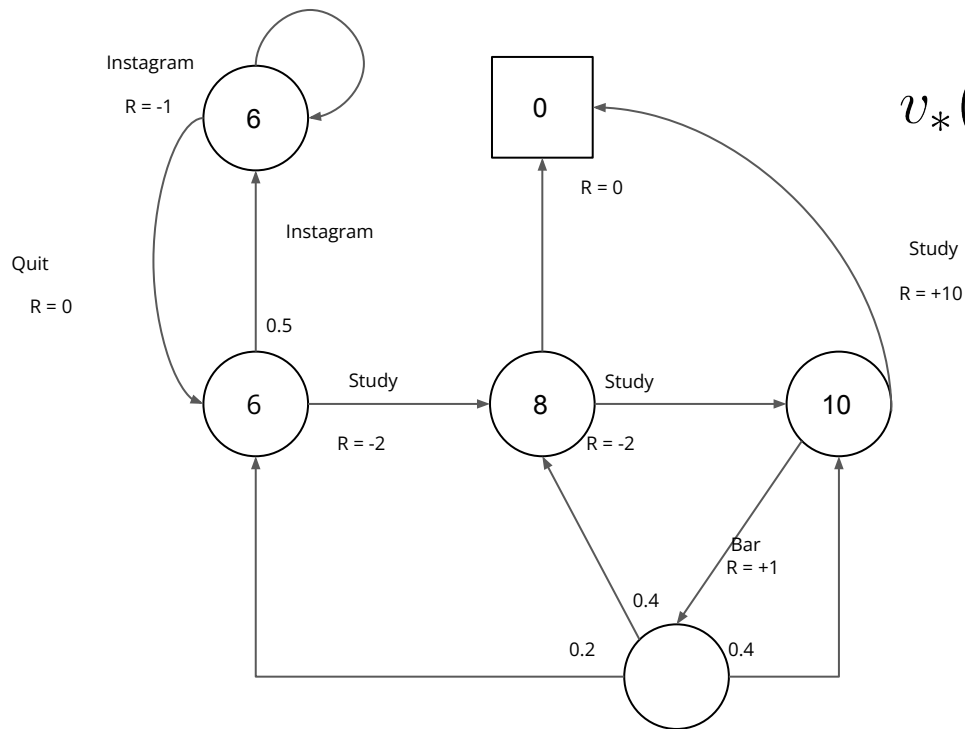 Instagram
R = -1
6
0
v∗(
R = 0
Instagram
Study
R = +10
Quit
R = 0
0.5
6
Study
R = -2
8
Study
R = -2
10
Bar
R = +1
0.4
0.2
0.4